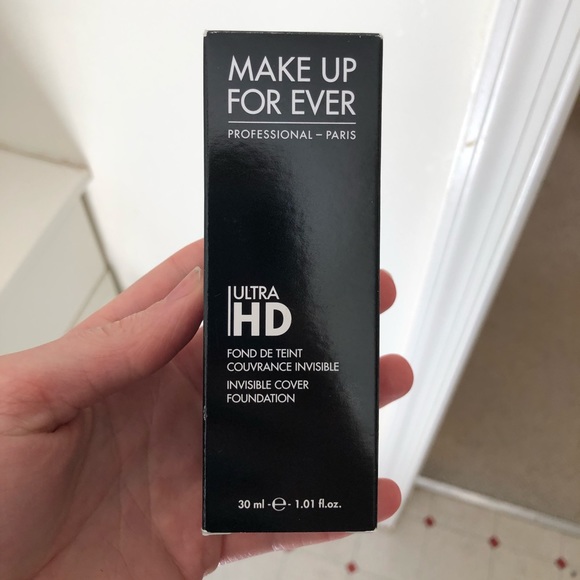 MAKE UP
FOR EVER
PROFESSIONAL – PARIS
ULTRA
HD
FOND DE TEINT
COUVRANCE INVISIBLE
INVISIBLE COVER
FOUNDATION
30 ml - ℮ - 1.01 fl.oz.